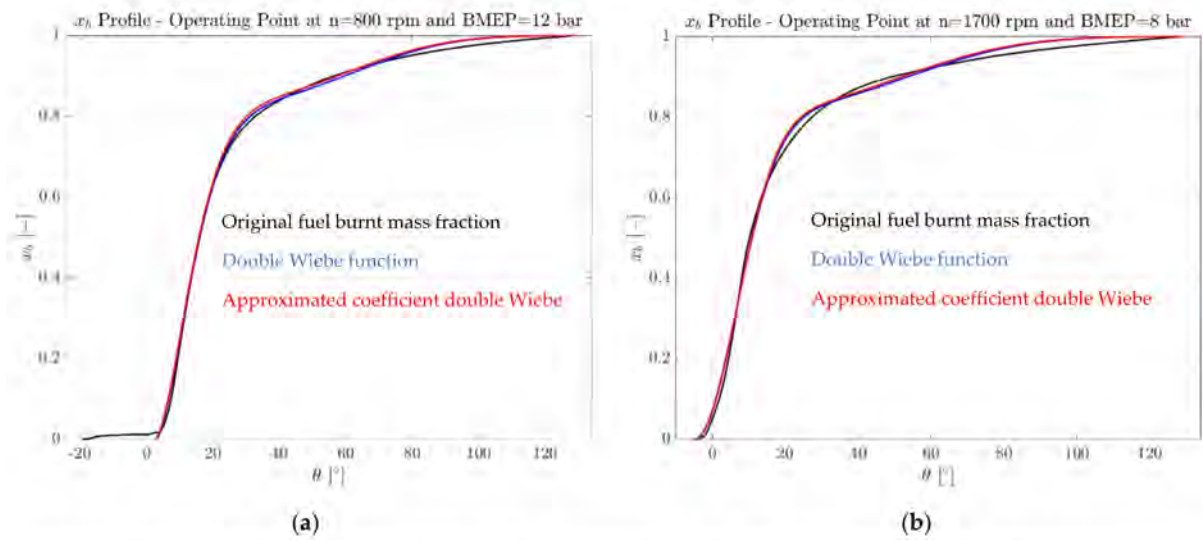 x_b Profile - Operating Point at n=800 rpm and BMEP=12 bar
1
0.8
0.6
0.4
0.2
0
x_b [−]
Original fuel burnt mass fraction
Double Wiebe function
Approximated coefficient double Wiebe
-20 0 20 40 60 80 100 120
θ [°]
(a)
x_b Profile - Operating Point at n=1700 rpm and BMEP=8 bar
1
0.8
0.6
0.4
0.2
0
x_b [−]
Original fuel burnt mass fraction
Double Wiebe function
Approximated coefficient double Wiebe
0 20 40 60 80 100 120
θ [°]
(b)